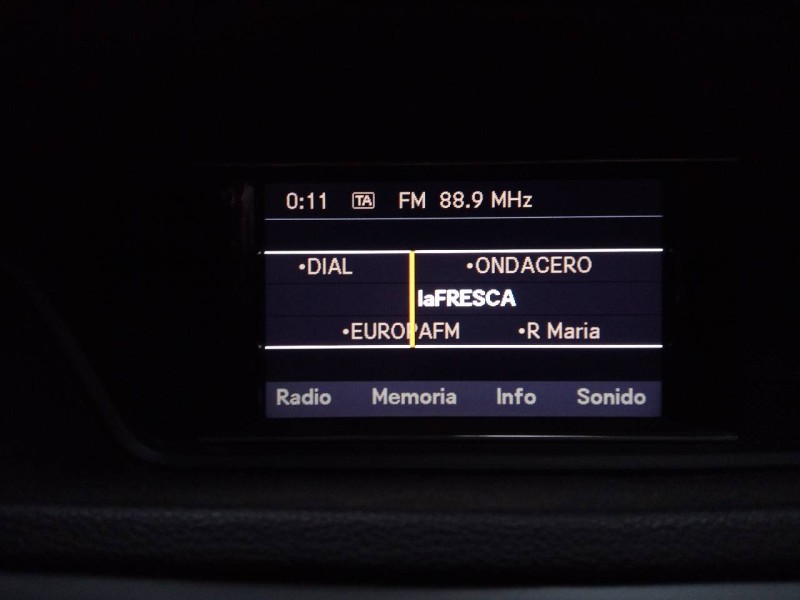 0:11 TA FM 88.9 MHz
•DIAL •ONDACERO
laFRESCA
•EUROPAFM •R Maria
Radio Memoria Info Sonido